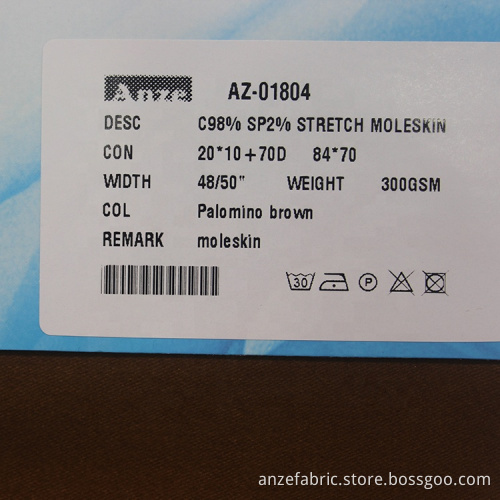 Anze AZ-01804
DESC C98% SP2% STRETCH MOLESKIN
CON 20*10+70D 84*70
WIDTH 48/50" WEIGHT 300GSM
COL Palomino brown
REMARK moleskin
30 P
anzefabric.store.bossgoo.com